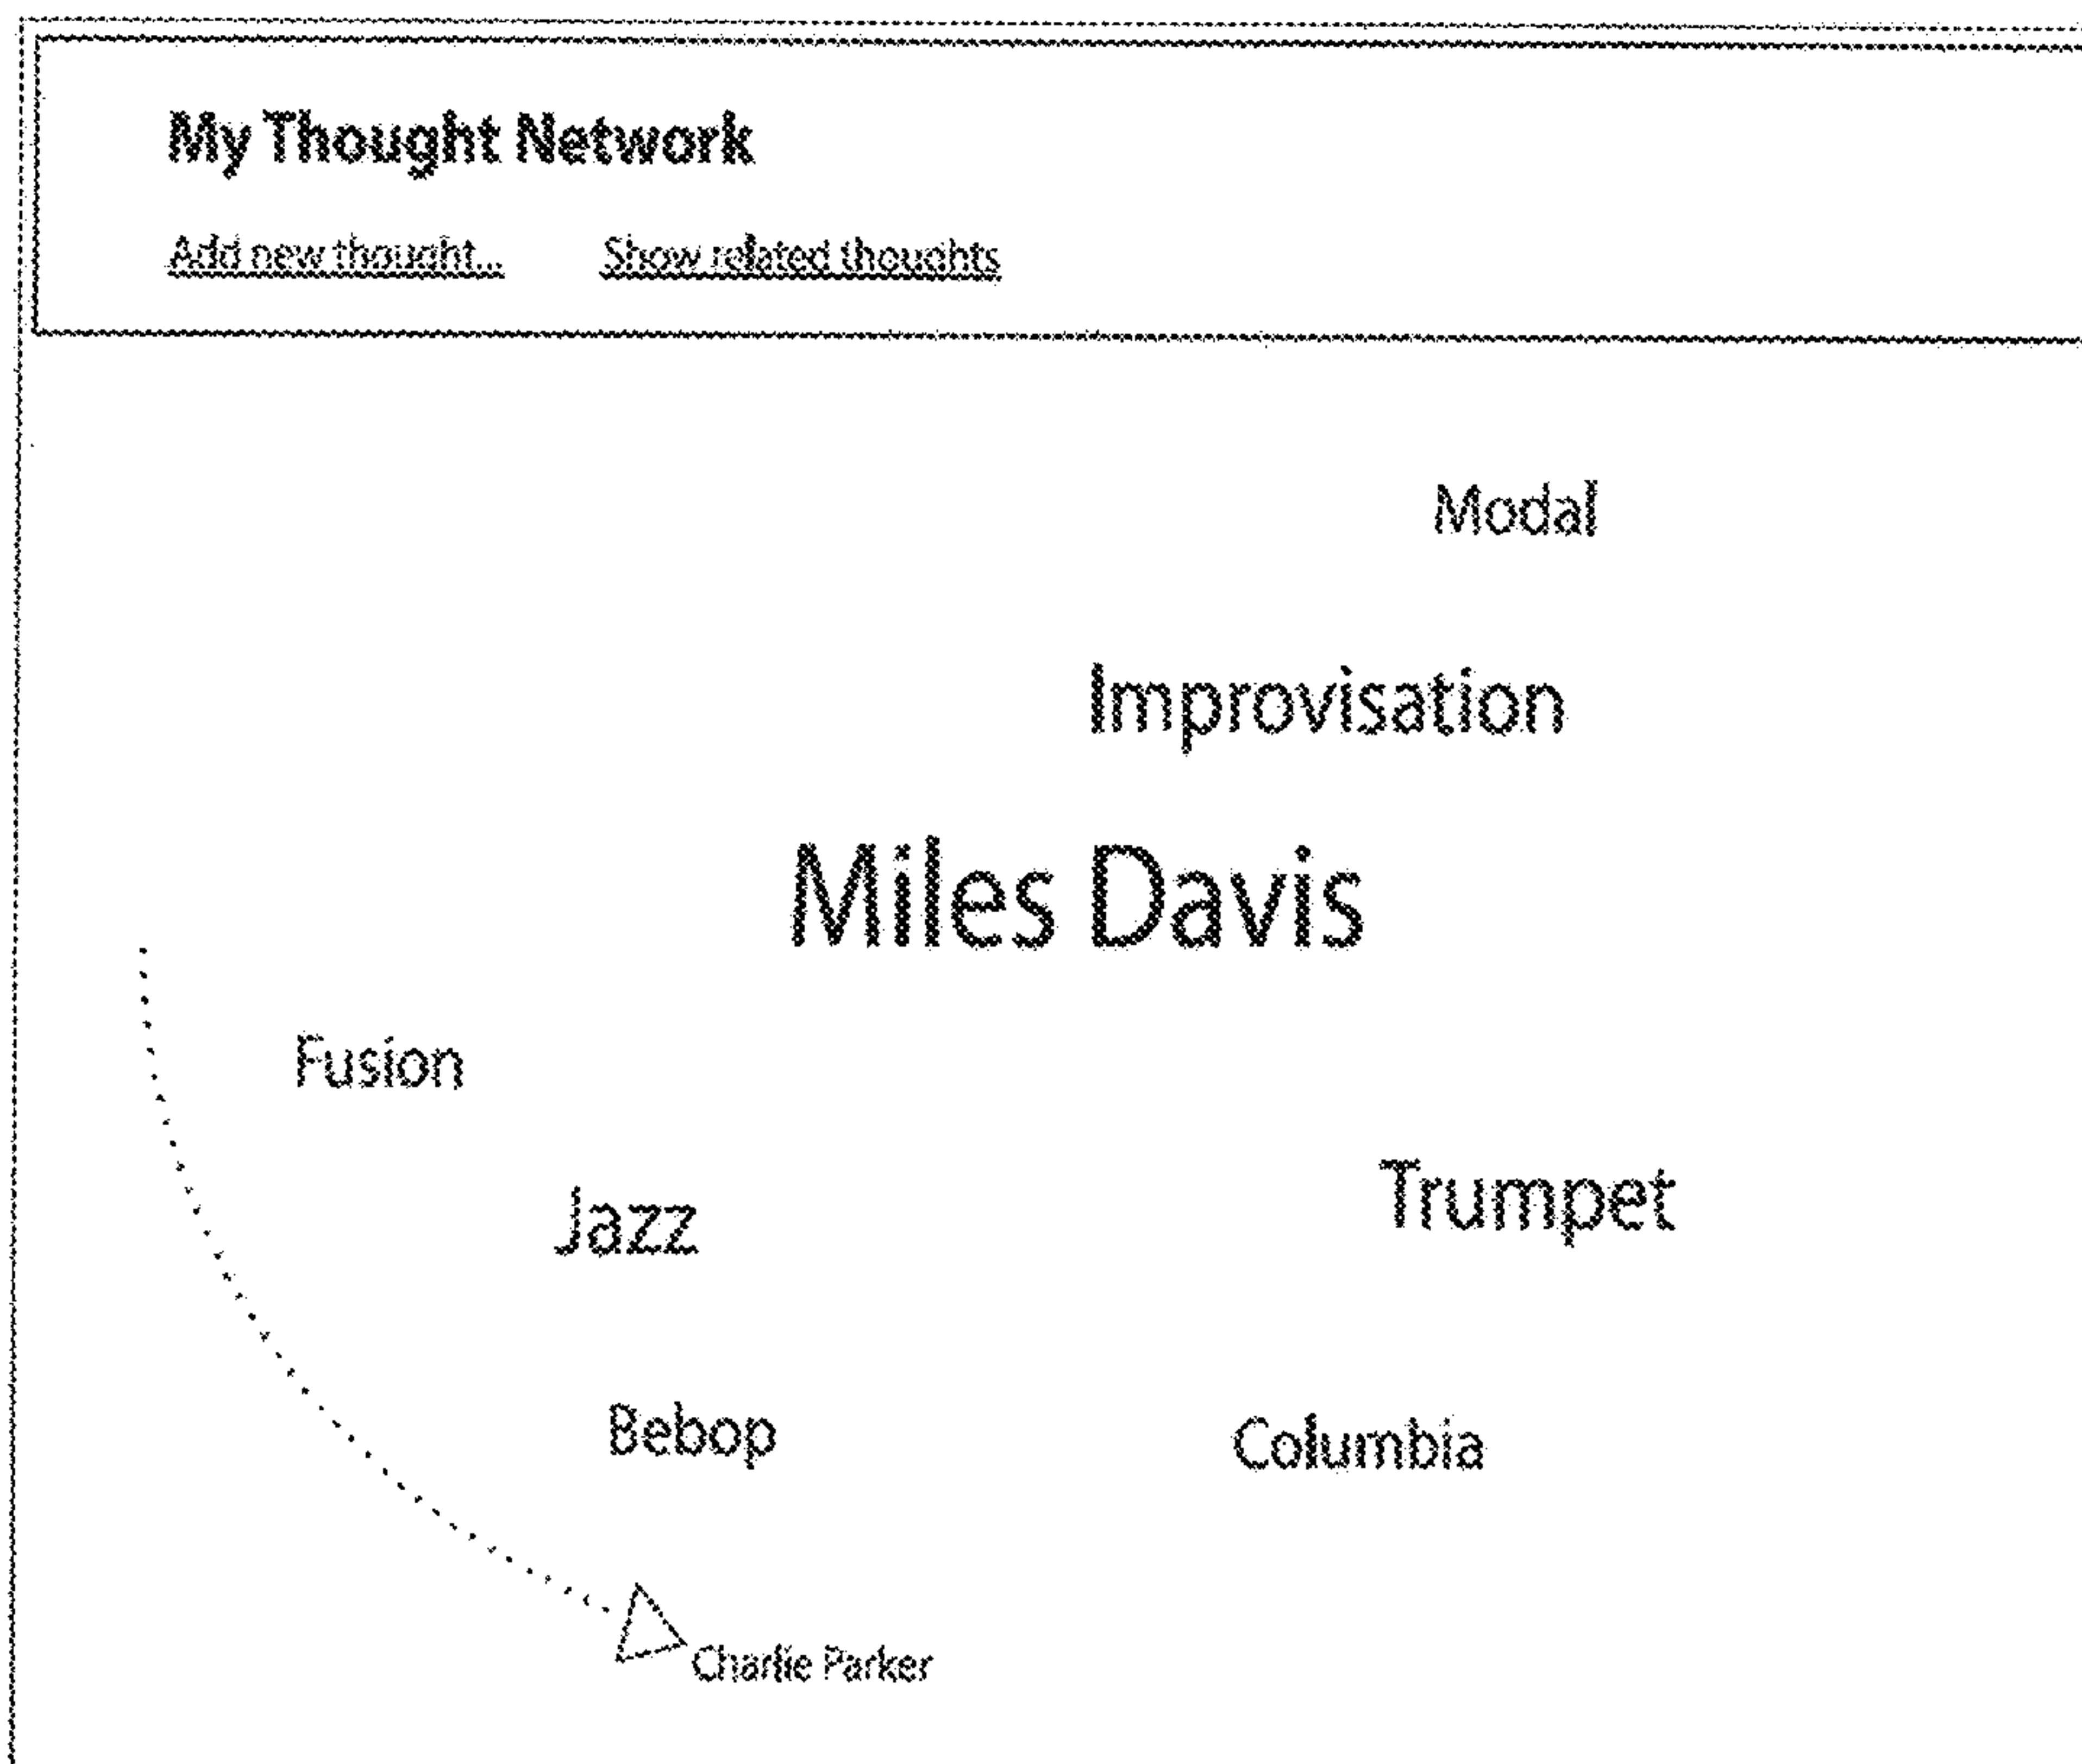 My Thought Network
Add new thought... Show related thoughts
Modal
Improvisation
Miles Davis
Fusion
Jazz
Trumpet
Bebop
Columbia
Charlie Parker